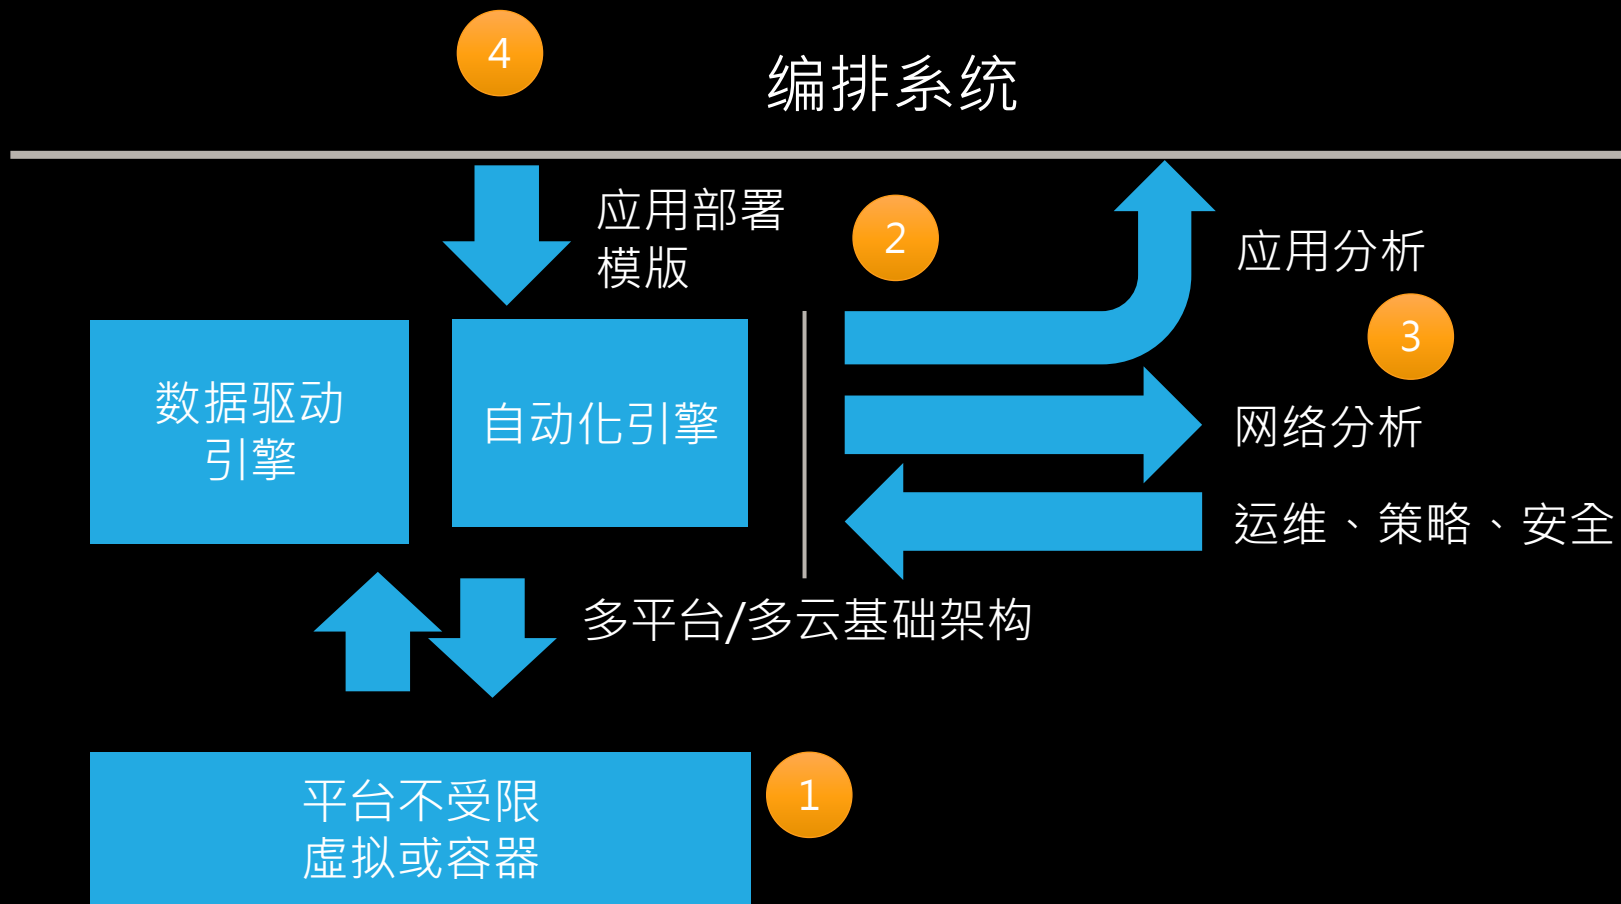 4
编排系统
应用部署
模版
2
应用分析
3
数据驱动
引擎
自动化引擎
网络分析
运维、策略、安全
多平台/多云基础架构
平台不受限
虚拟或容器
1